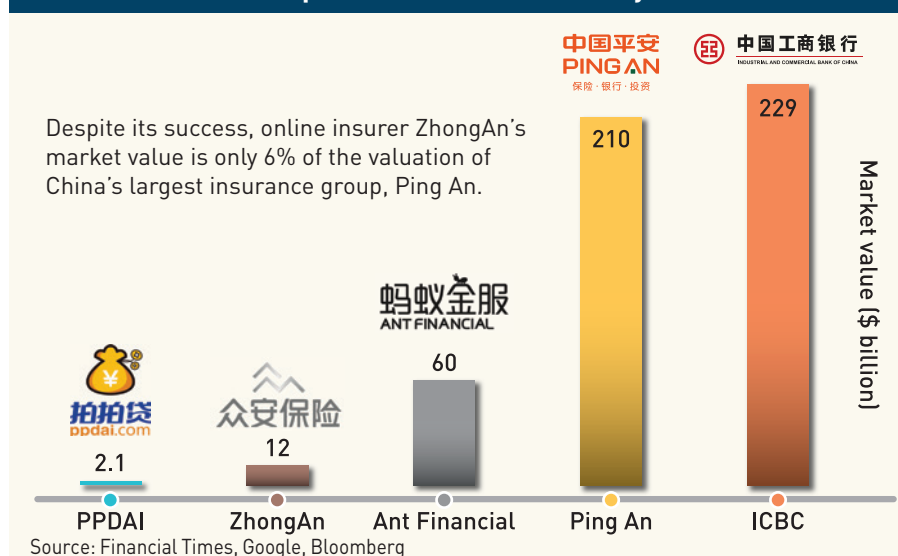 中国平安
PINGAN
保险·银行·投资
中国工商银行
INDUSTRIAL AND COMMERCIAL BANK OF CHINA
229
210
Despite its success, online insurer ZhongAn’s
market value is only 6% of the valuation of
China’s largest insurance group, Ping An.
Market value ($ billion)
蚂蚁金服
ANT FINANCIAL
60
¥
拍拍贷
ppdai.com
2.1
众安保险
12
PPDAI
ZhongAn
Ant Financial
Ping An
ICBC
Source: Financial Times, Google, Bloomberg